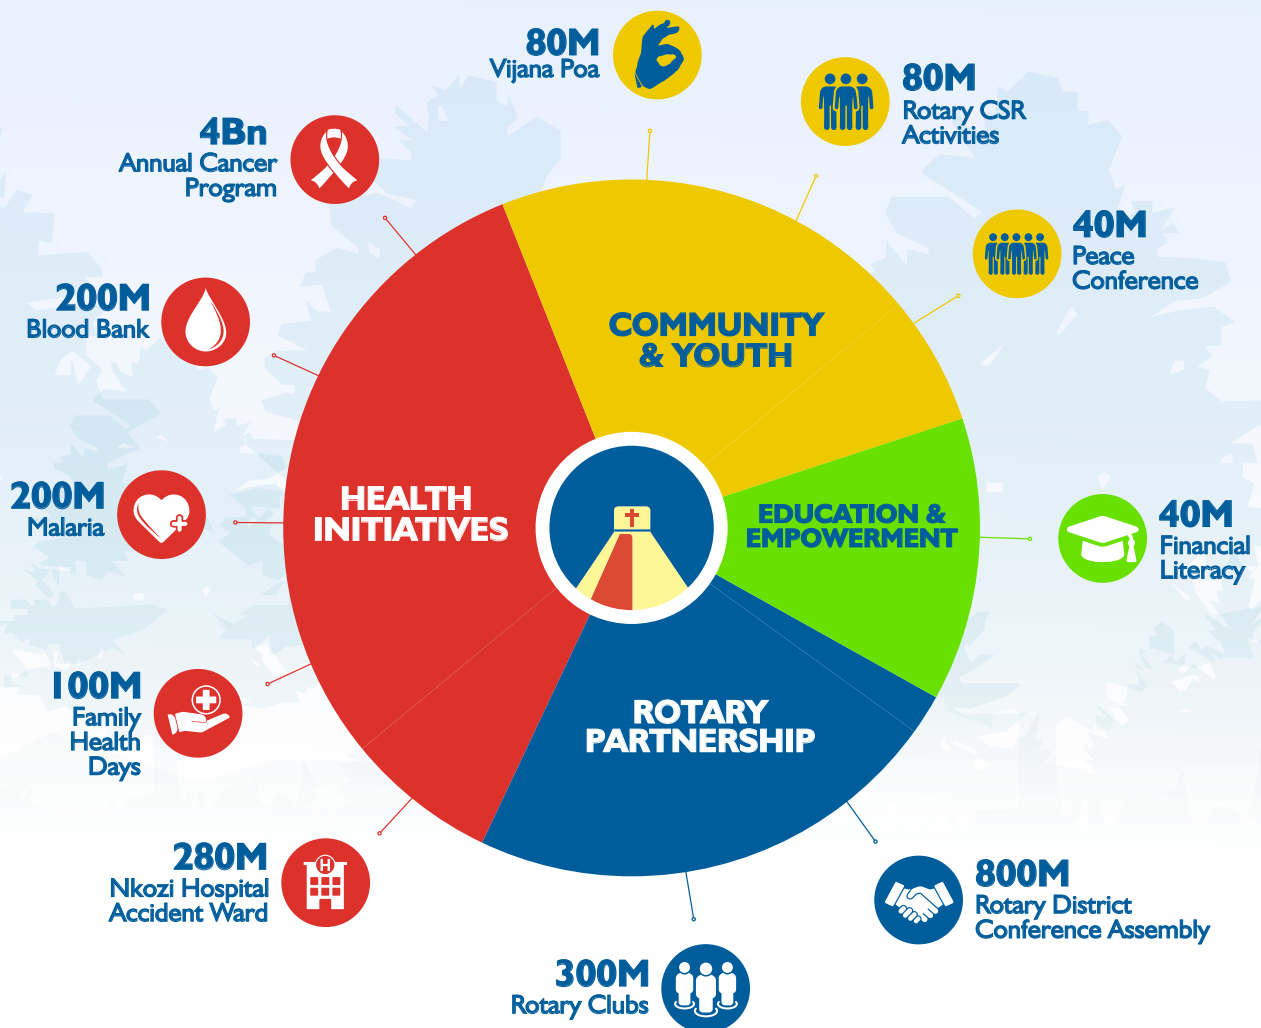 80M
Vijana Poa
80M
Rotary CSR
Activities
4Bn
Annual Cancer
Program
40M
Peace
Conference
200M
Blood Bank
COMMUNITY
& YOUTH
200M
Malaria
HEALTH
INITIATIVES
EDUCATION &
EMPOWERMENT
40M
Financial
Literacy
100M
Family
Health
Days
ROTARY
PARTNERSHIP
280M
Nkozi Hospital
Accident Ward
H
800M
Rotary District
Conference Assembly
300M
Rotary Clubs